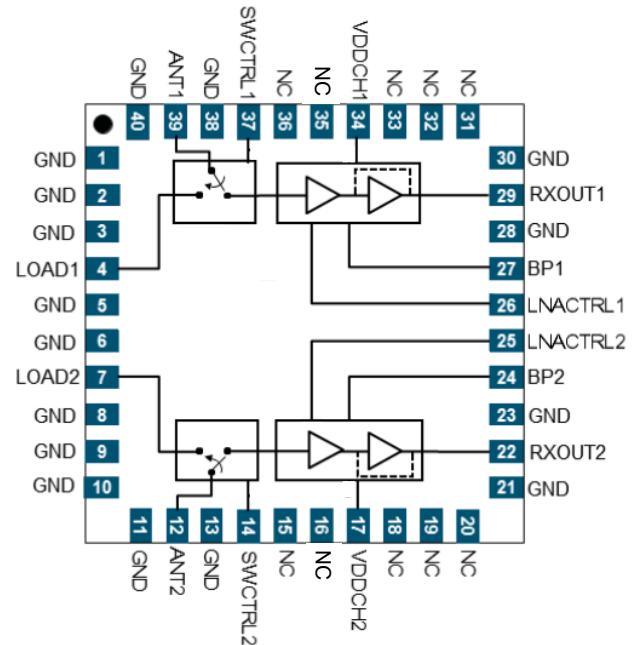 GND
ANT1
GND
SWCTRL1
NC
NC
VDDCH1
NC
NC
NC
40
39
38
37
36
35
34
33
32
31
GND 1
GND 2
GND 3
LOAD1 4
GND 5
GND 6
LOAD2 7
GND 8
GND 9
GND 10
30 GND
29 RXOUT1
28 GND
27 BP1
26 LNACTRL1
25 LNACTRL2
24 BP2
23 GND
22 RXOUT2
21 GND
11
12
13
14
15
16
17
18
19
20
GND
ANT2
GND
SWCTRL2
NC
NC
VDDCH2
NC
NC
NC